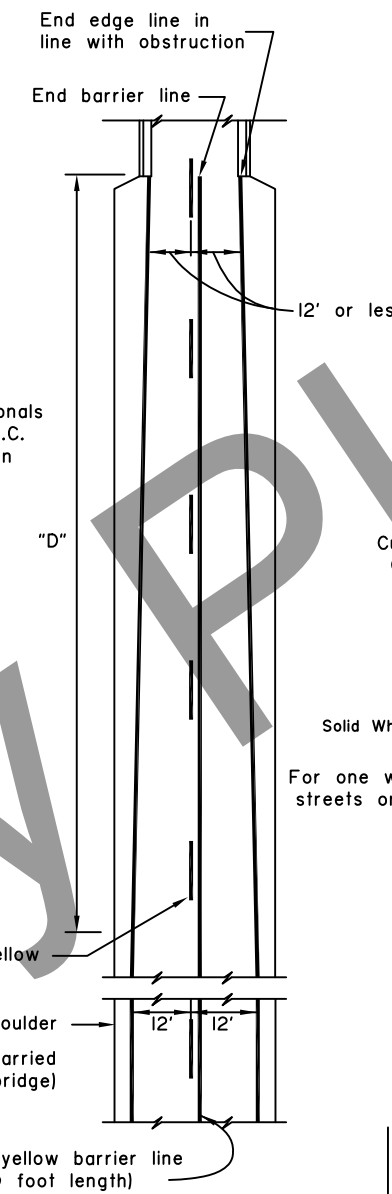 End edge line in
line with obstruction
End barrier line
12' or les
onals
.C.
n
"D"
Cu
Solid Wh
For one w
streets or
ellow
oulder
12' 12'
arried
bridge)
yellow barrier line
foot length)
y Pl